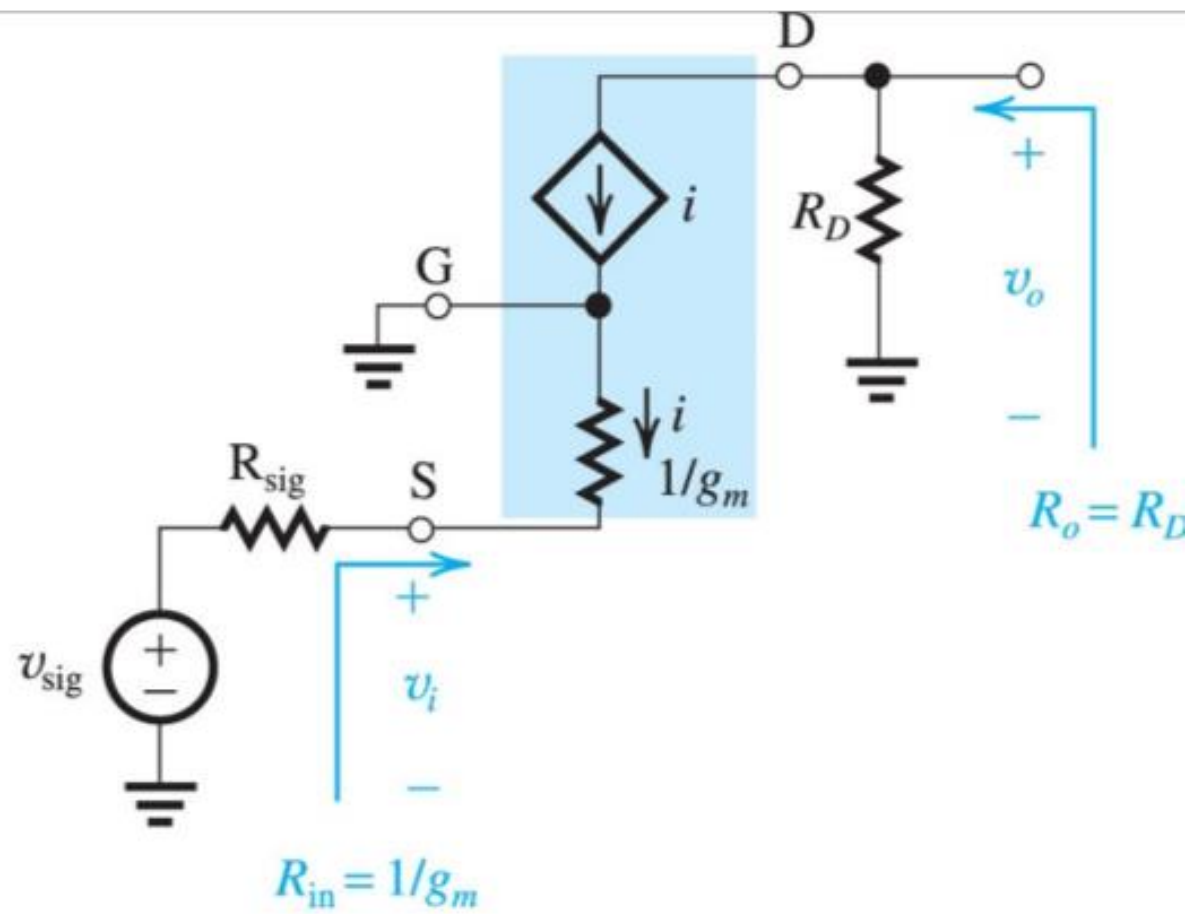 D
i
R_D
G
+
v_o
−
i
1/g_m
R_sig
S
R_o = R_D
+
−
v_sig
+
v_i
−
R_in = 1/g_m